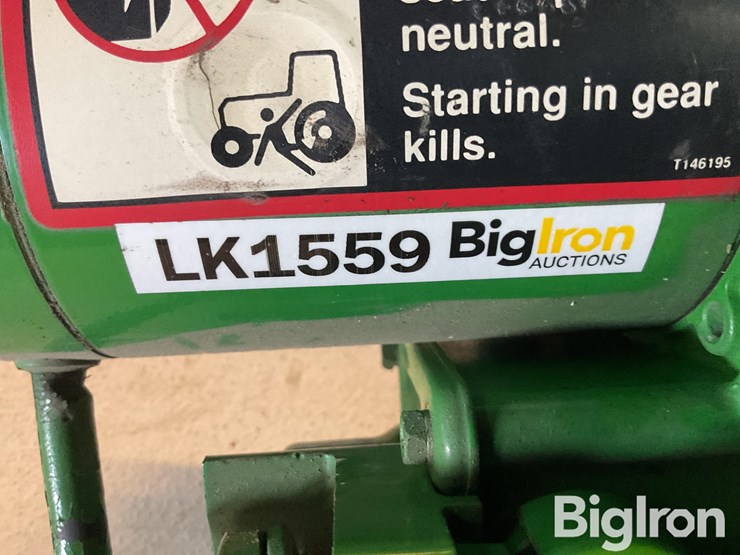 neutral.
Starting in gear
kills.
T146195
LK1559 BigIron
AUCTIONS
BigIron